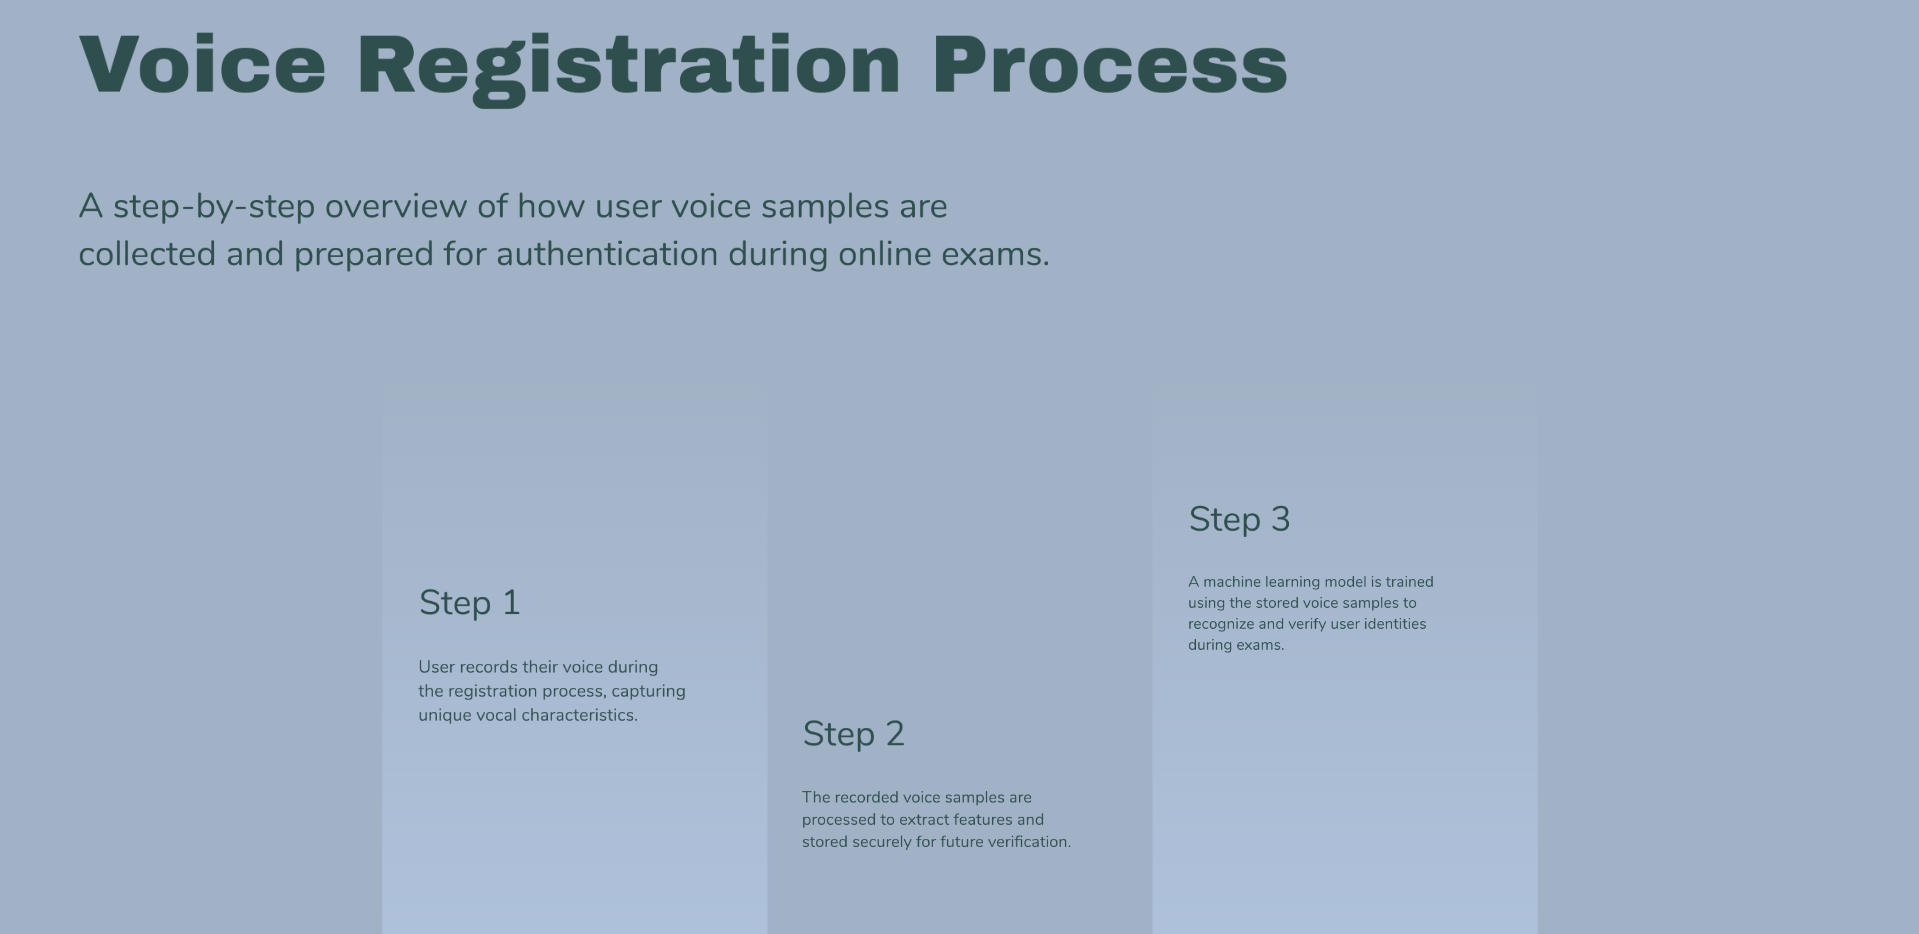 Voice Registration Process
A step-by-step overview of how user voice samples are
collected and prepared for authentication during online exams.
Step 1
User records their voice during
the registration process, capturing
unique vocal characteristics.
Step 2
The recorded voice samples are
processed to extract features and
stored securely for future verification.
Step 3
A machine learning model is trained
using the stored voice samples to
recognize and verify user identities
during exams.